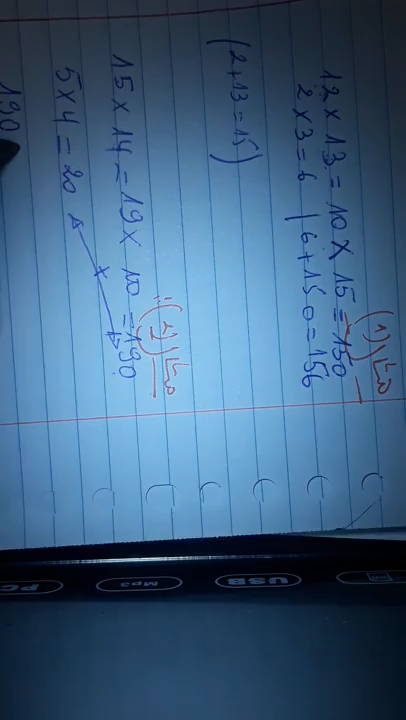 مثال (1)
12 × 13 = 10 × 15 = 150
2 × 3 = 6 / 6 + 150 = 156
(2 + 13 = 15)
مثال (2)
15 × 14 = 19 × 10 = 190
5 × 4 = 20
190
USB
Mp3